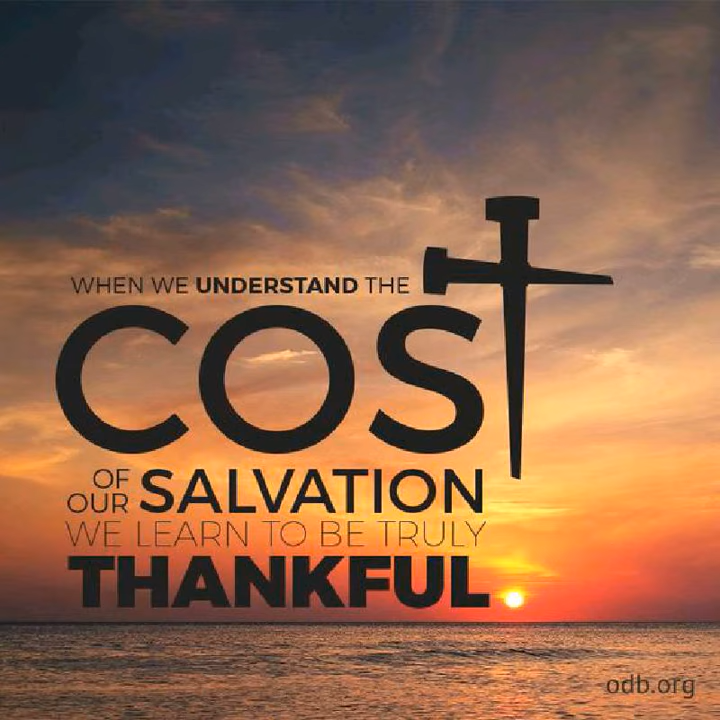 WHEN WE UNDERSTAND THE
COST
OF
OUR SALVATION
WE LEARN TO BE TRULY
THANKFUL
odb.org